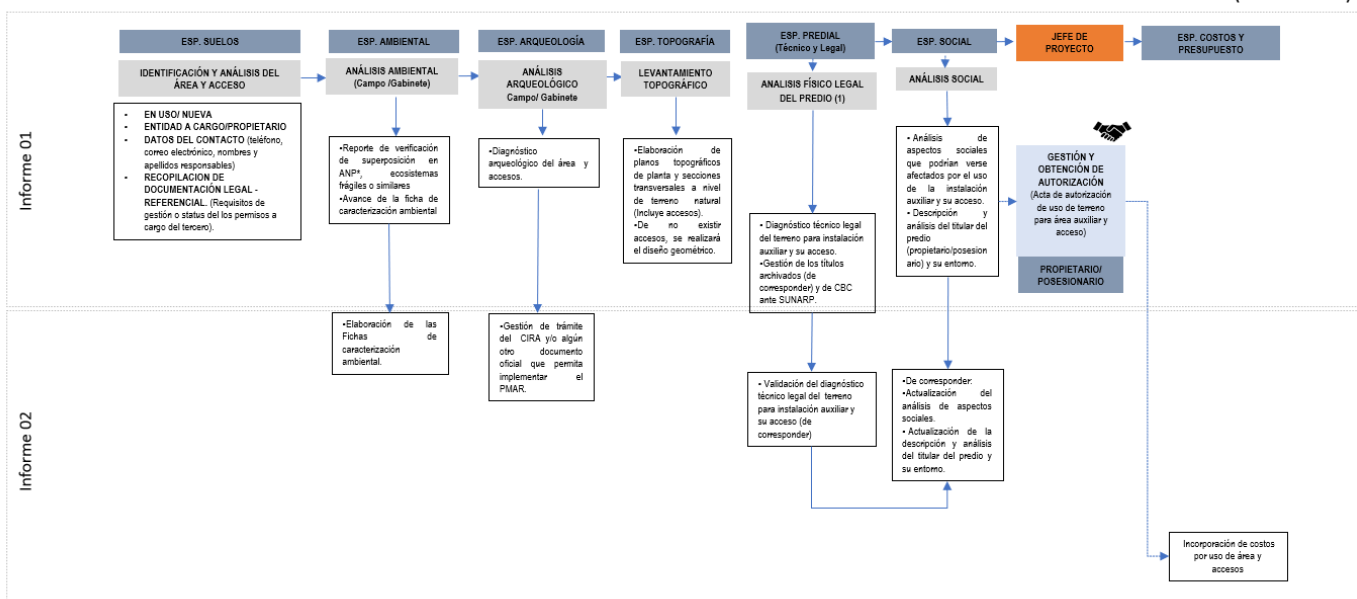 ESP. SUELOS
IDENTIFICACIÓN Y ANÁLISIS DEL
ÁREA Y ACCESO
- EN USO/ NUEVA
- ENTIDAD A CARGO/PROPIETARIO
- DATOS DEL CONTACTO (teléfono,
correo electrónico, nombres y
apellidos responsables)
- RECOPILACION DE
DOCUMENTACIÓN LEGAL -
REFERENCIAL. (Requisitos de
gestión o status del los permisos a
cargo del tercero).
ESP. AMBIENTAL
ANÁLISIS AMBIENTAL
(Campo /Gabinete)
•Reporte de verificación
de superposición en
ANP*, ecosistemas
frágiles o similares
•Avance de la ficha de
caracterización ambiental
ESP. ARQUEOLOGÍA
ANÁLISIS
ARQUEOLÓGICO
Campo/ Gabinete
•Diagnóstico
arqueológico del área y
accesos.
ESP. TOPOGRAFÍA
LEVANTAMIENTO
TOPOGRÁFICO
•Elaboración de
planos topográficos
de planta y secciones
transversales a nivel
de terreno natural
(Incluye accesos).
•De no existir
accesos, se realizará
el diseño geométrico.
ESP. PREDIAL
(Técnico y Legal)
ANALISIS FÍSICO LEGAL
DEL PREDIO (1)
• Diagnóstico técnico legal
del terreno para instalación
auxiliar y su acceso.
•Gestión de los títulos
archivados (de
corresponder) y de CBC
ante SUNARP.
ESP. SOCIAL
ANÁLISIS SOCIAL
• Análisis de
aspectos sociales
que podrían verse
afectados por el uso
de la instalación
auxiliar y su acceso.
• Descripción y
análisis del titular del
predio
(propietario/posesion
ario) y su entorno.
JEFE DE
PROYECTO
GESTIÓN Y
OBTENCIÓN DE
AUTORIZACIÓN
(Acta de autorización
de uso de terreno
para área auxiliar y
acceso)
PROPIETARIO/
POSESIONARIO
ESP. COSTOS Y
PRESUPUESTO
Informe 01
Informe 02
•Elaboración de las
Fichas de
caracterización
ambiental.
•Gestión de trámite
del CIRA y/o algún
otro documento
oficial que permita
implementar el
PMAR.
• Validación del diagnóstico
técnico legal del terreno
para instalación auxiliar y
su acceso (de
corresponder)
•De corresponder:
•Actualización del
análisis de aspectos
sociales.
• Actualización de la
descripción y análisis
del titular del predio y
su entorno.
Incorporación de costos
por uso de área y
accesos